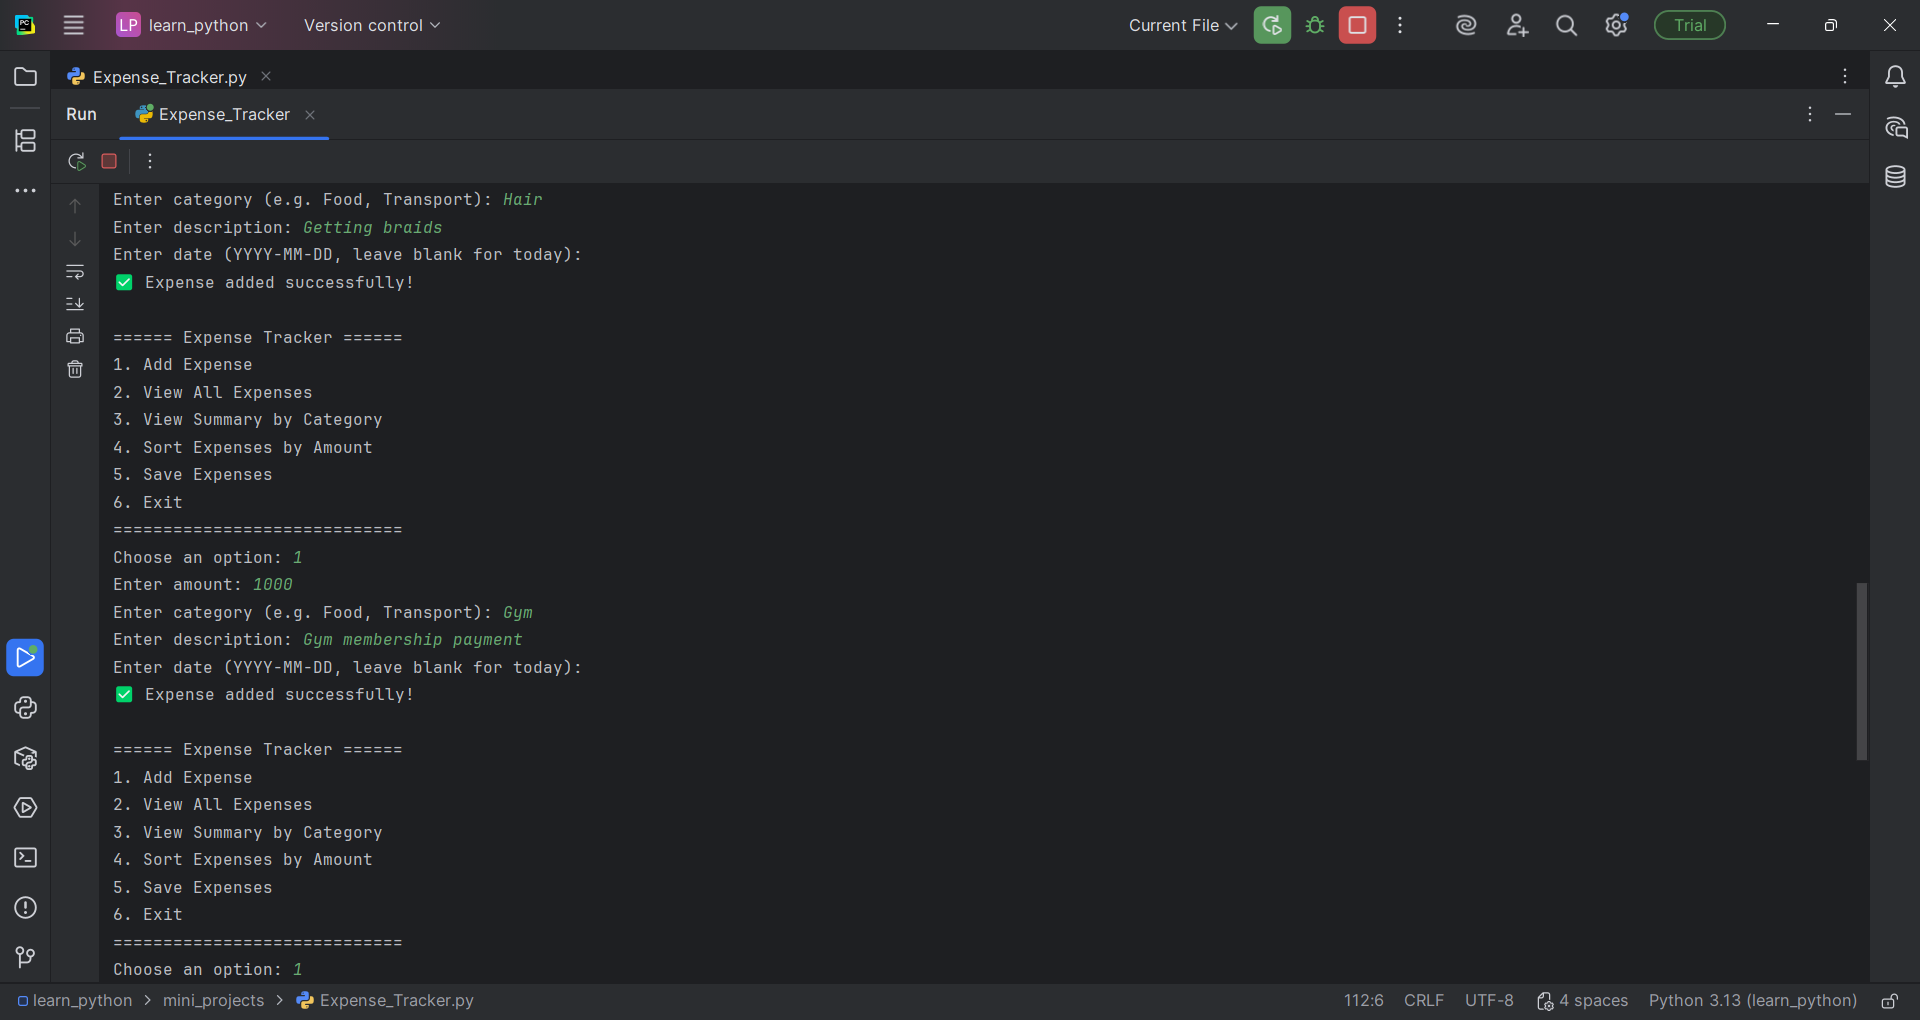 LP learn_python Version control Current File Trial
Expense_Tracker.py
Run Expense_Tracker
Enter category (e.g. Food, Transport): Hair
Enter description: Getting braids
Enter date (YYYY-MM-DD, leave blank for today):
✅ Expense added successfully!
====== Expense Tracker ======
1. Add Expense
2. View All Expenses
3. View Summary by Category
4. Sort Expenses by Amount
5. Save Expenses
6. Exit
=============================
Choose an option: 1
Enter amount: 1000
Enter category (e.g. Food, Transport): Gym
Enter description: Gym membership payment
Enter date (YYYY-MM-DD, leave blank for today):
✅ Expense added successfully!
====== Expense Tracker ======
1. Add Expense
2. View All Expenses
3. View Summary by Category
4. Sort Expenses by Amount
5. Save Expenses
6. Exit
=============================
Choose an option: 1
learn_python > mini_projects > Expense_Tracker.py 112:6 CRLF UTF-8 4 spaces Python 3.13 (learn_python)